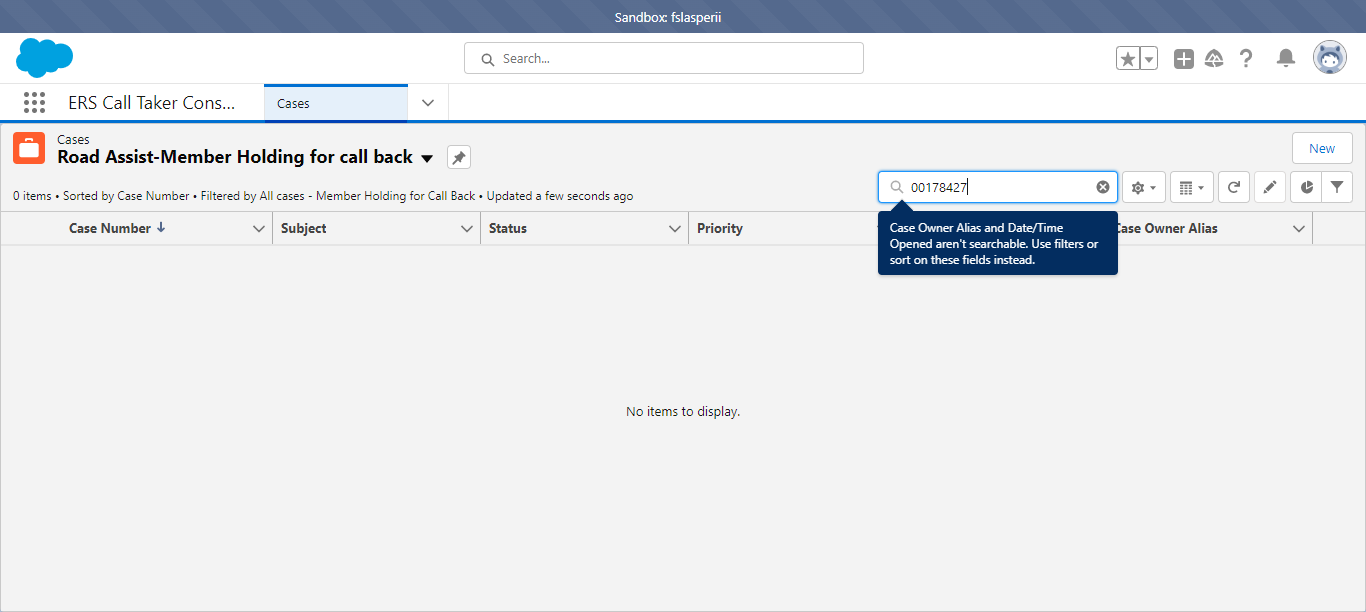 Sandbox: fslasperii
Search...
ERS Call Taker Cons...
Cases
Cases
Road Assist-Member Holding for call back
New
0 items • Sorted by Case Number • Filtered by All cases - Member Holding for Call Back • Updated a few seconds ago
00178427
Case Number
Subject
Status
Priority
Case Owner Alias
Case Owner Alias and Date/Time
Opened aren't searchable. Use filters or
sort on these fields instead.
No items to display.